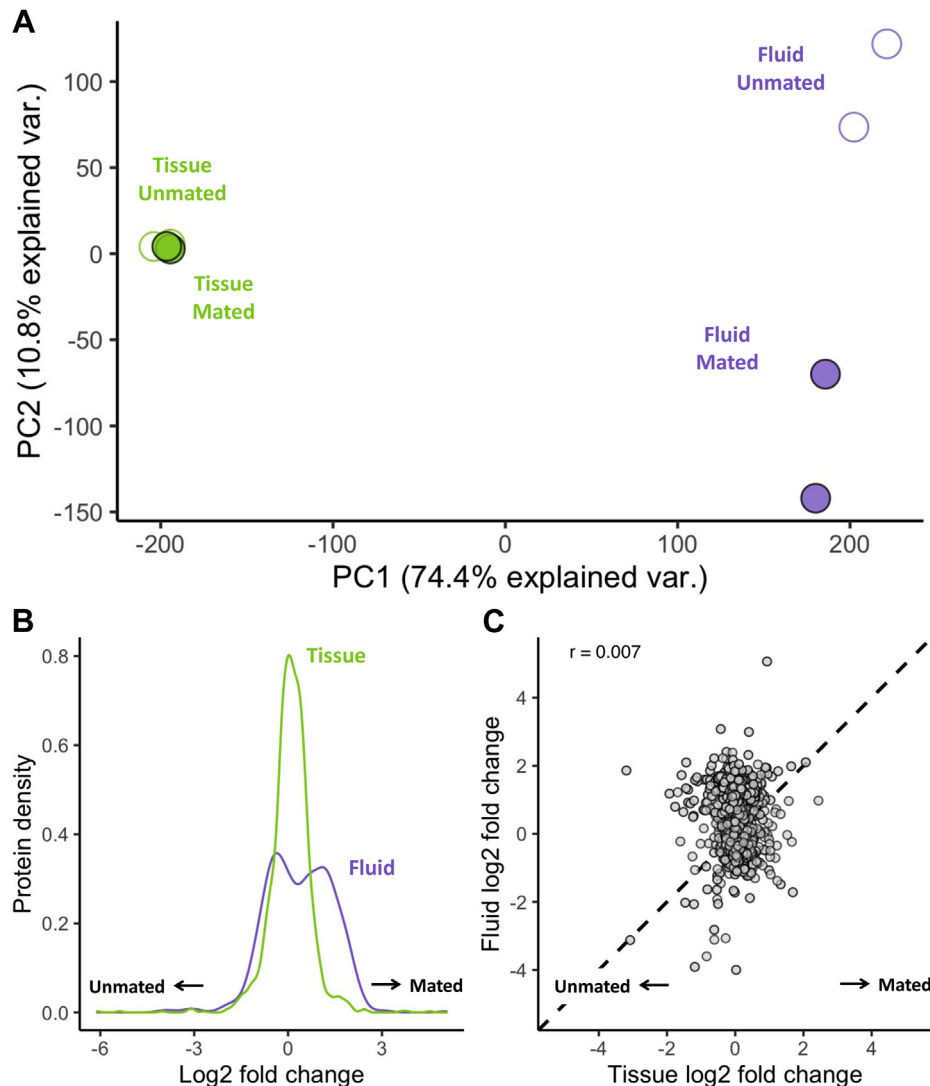 A
PC2 (10.8% explained var.)
100
50
0
-50
-100
-150
Tissue
Unmated
Tissue
Mated
Fluid
Unmated
Fluid
Mated
-200
-100
0
100
200
PC1 (74.4% explained var.)
B
Protein density
0.8
0.6
0.4
0.2
0.0
Tissue
Fluid
Unmated
Mated
-6
-3
0
3
Log2 fold change
C
Fluid log2 fold change
r = 0.007
4
2
0
-2
-4
Unmated
Mated
-4
-2
0
2
4
Tissue log2 fold change